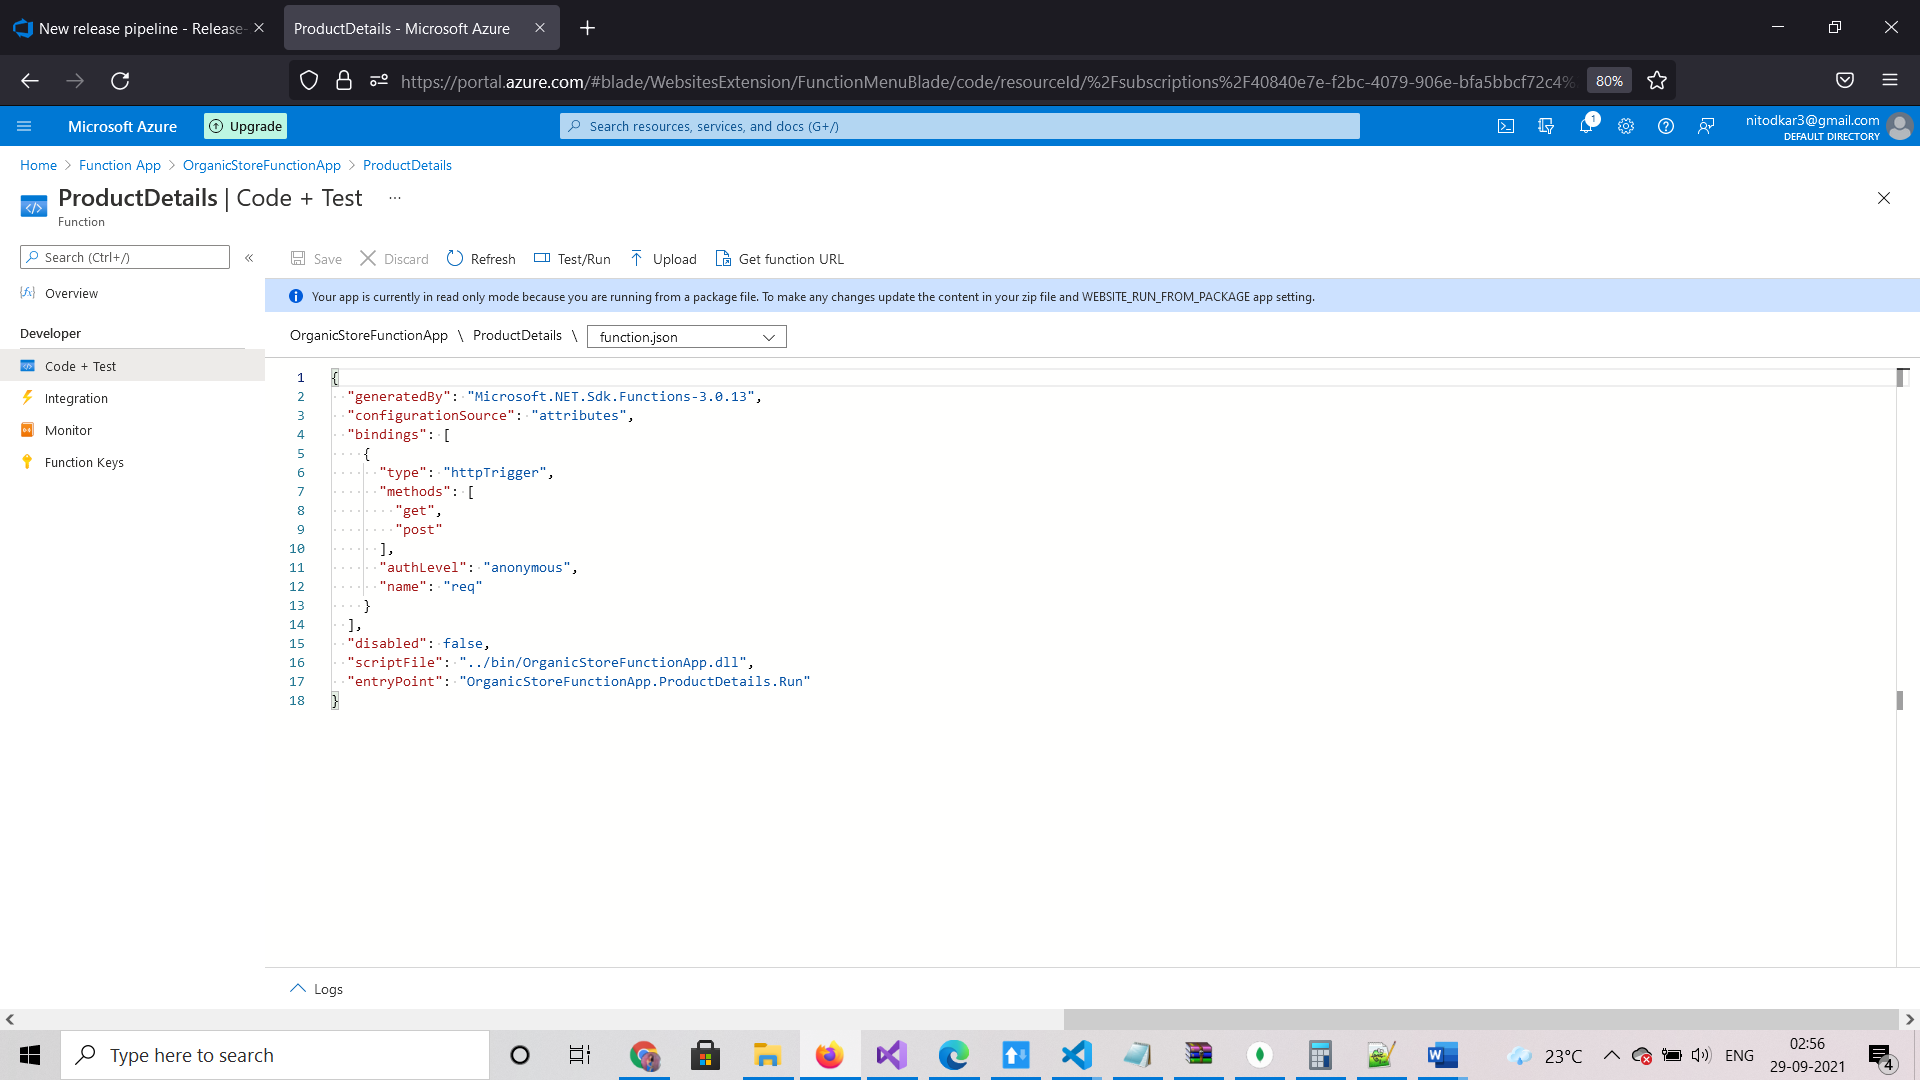 New release pipeline - Release-
ProductDetails - Microsoft Azure
https://portal.azure.com/#blade/WebsitesExtension/FunctionMenuBlade/code/resourceId/%2Fsubscriptions%2F40840e7e-f2bc-4079-906e-bfa5bbcf72c4%
80%
Microsoft Azure
Upgrade
Search resources, services, and docs (G+/)
1
nitodkar3@gmail.com
DEFAULT DIRECTORY
Home > Function App > OrganicStoreFunctionApp > ProductDetails
ProductDetails | Code + Test ...
Function
Search (Ctrl+/)
«
Save
Discard
Refresh
Test/Run
Upload
Get function URL
Overview
Your app is currently in read only mode because you are running from a package file. To make any changes update the content in your zip file and WEBSITE_RUN_FROM_PACKAGE app setting.
Developer
Code + Test
Integration
Monitor
Function Keys
OrganicStoreFunctionApp \ ProductDetails \ function.json
1 {
2 "generatedBy": "Microsoft.NET.Sdk.Functions-3.0.13",
3 "configurationSource": "attributes",
4 "bindings": [
5 {
6 "type": "httpTrigger",
7 "methods": [
8 "get",
9 "post"
10 ],
11 "authLevel": "anonymous",
12 "name": "req"
13 }
14 ],
15 "disabled": false,
16 "scriptFile": "../bin/OrganicStoreFunctionApp.dll",
17 "entryPoint": "OrganicStoreFunctionApp.ProductDetails.Run"
18 }
Logs
Type here to search
23°C
ENG
02:56
29-09-2021
4